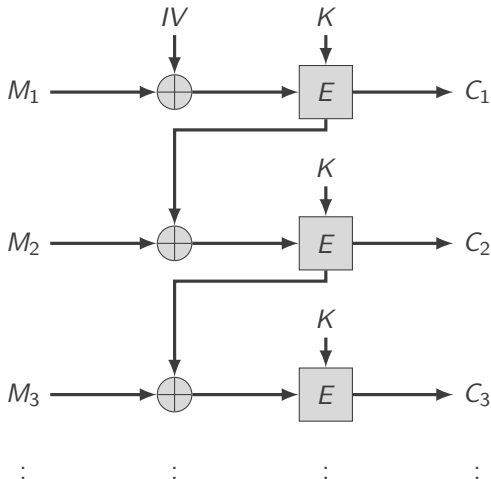 IV K
M₁ E C₁
K
M₂ E C₂
K
M₃ E C₃
⋮ ⋮ ⋮ ⋮